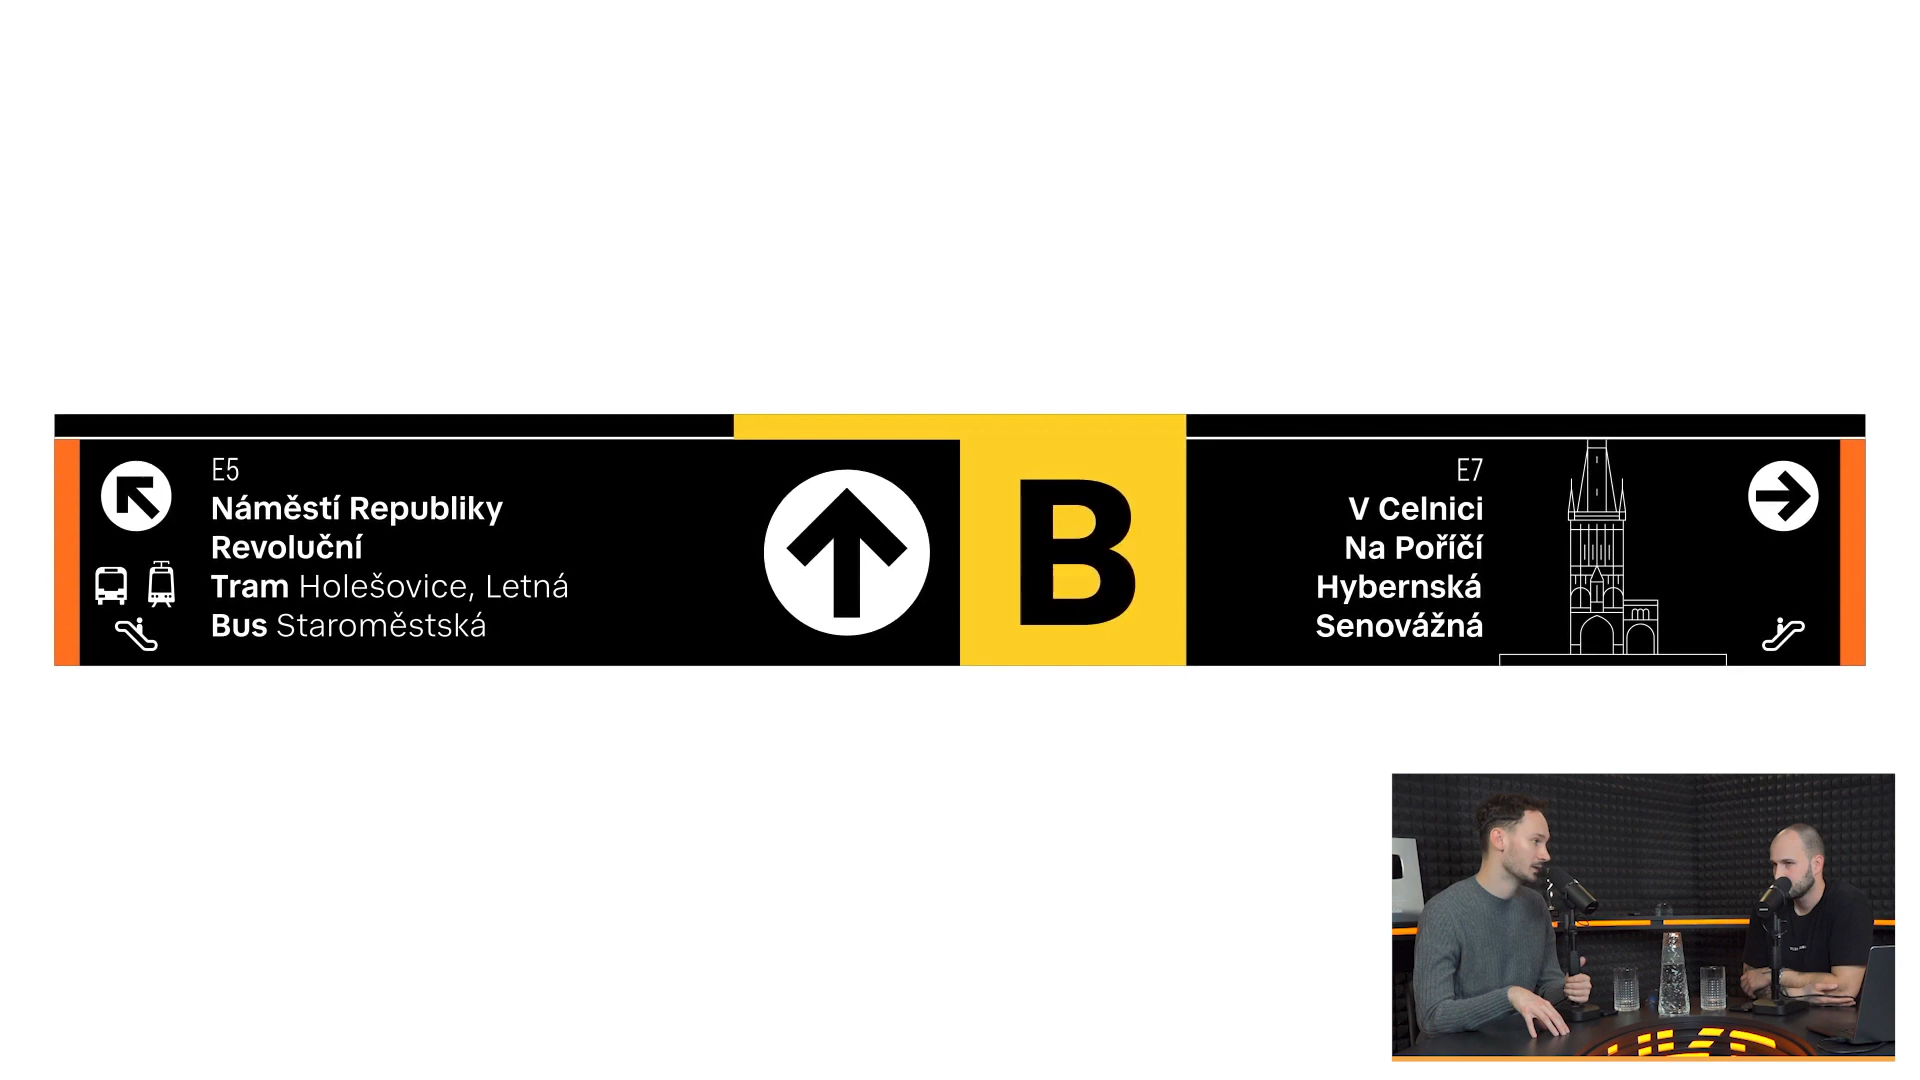 E5
Náměstí Republiky
Revoluční
Tram Holešovice, Letná
Bus Staroměstská
B
E7
V Celnici
Na Poříčí
Hybernská
Senovážná